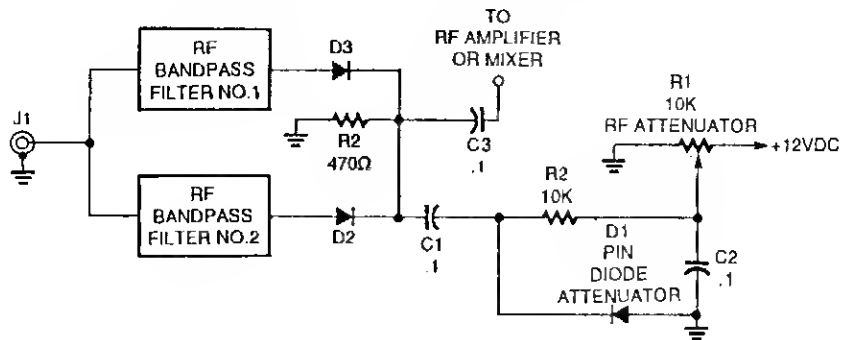 TO
RF AMPLIFIER
OR MIXER
RF
BANDPASS
FILTER NO.1
D3
R1
10K
RF ATTENUATOR
J1
R2
470Ω
C3
.1
+12VDC
RF
BANDPASS
FILTER NO.2
D2
C1
.1
R2
10K
D1
PIN
DIODE
ATTENUATOR
C2
.1